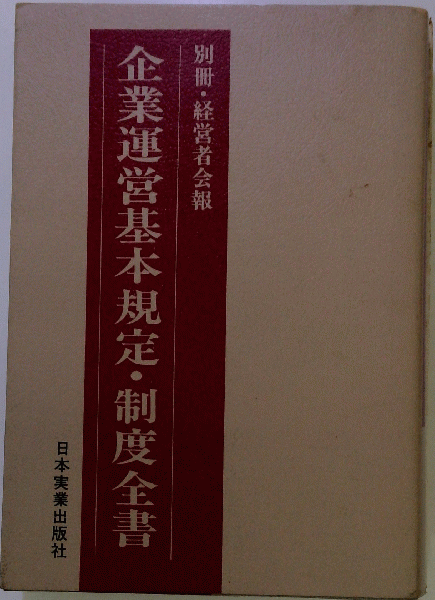 別冊・経営者会報
企業運営基本規定・制度全書
日本実業出版社